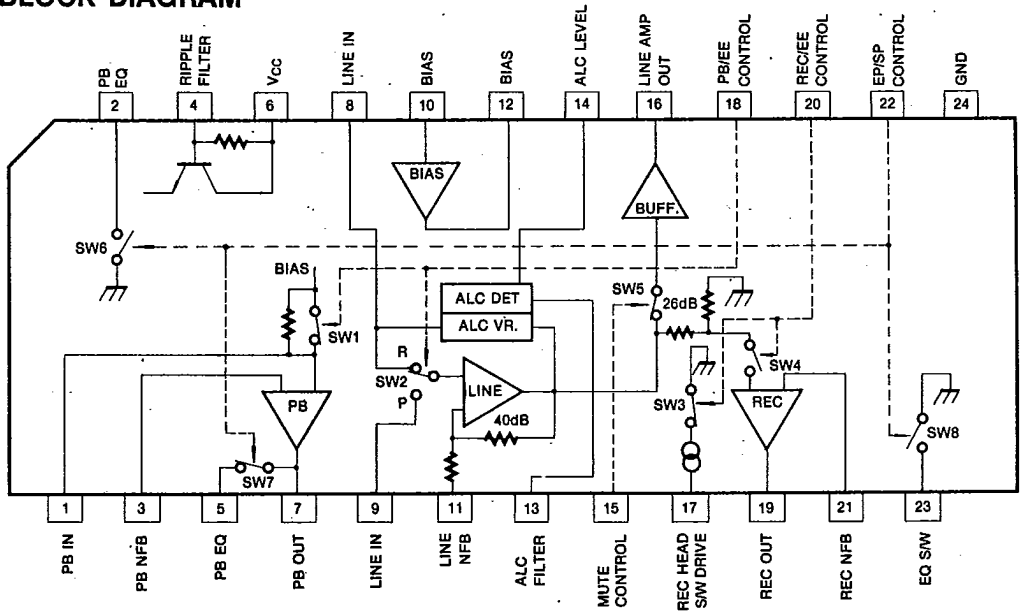 BLOCK DIAGRAM
PB EQ
RIPPLE FILTER
VCC
LINE IN
BIAS
BIAS
ALC LEVEL
LINE AMP OUT
PB/EE CONTROL
REC/EE CONTROL
EP/SP CONTROL
GND
2
4
6
8
10
12
14
16
18
20
22
24
BIAS
BUFF.
SW6
BIAS
SW1
ALC DET
ALC VR.
SW5
26dB
R
SW2
P
LINE
40dB
SW4
SW3
REC
PB
SW7
SW8
1
3
5
7
9
11
13
15
17
19
21
23
PB IN
PB NFB
PB EQ
PB OUT
LINE IN
LINE NFB
ALC FILTER
MUTE CONTROL
REC HEAD S/W DRIVE
REC OUT
REC NFB
EQ S/W